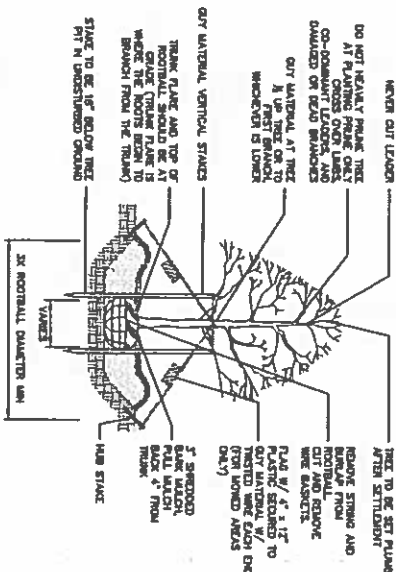 NEVER CUT LEADER
DO NOT HEAVILY PRUNE TREE
AT PLANTING PRUNE ONLY
CROSS OVER LIMBS,
CO-DOMINANT LEADERS, AND
DAMAGED OR DEAD BRANCHES
GUY MATERIAL AT TREE
UP TREE OR TO
FIRST BRANCH,
WHICHEVER IS LOWER
GUY MATERIAL VERTICAL STAKES
TRUNK FLARE AND TOP OF
ROOTBALL SHOULD BE AT
GRADE (TRUNK FLARE IS
WHERE THE ROOTS BEGIN TO
BRANCH FROM THE TRUNK)
STAKE TO BE 18" BELOW TREE
PIT IN UNDISTURBED GROUND
TREE TO BE SET PLUMB
AFTER SETTLEMENT
REMOVE STRING AND
BURLAP FROM
ROOTBALL
CUT AND REMOVE
WIRE BASKETS.
FLAG W/ 4" x 12"
PLASTIC SECURED TO
GUY MATERIAL W/
TWISTED WIRE EACH END
(FOR MOWED AREAS
ONLY)
3" SHREDDED
BARK MULCH,
PULL MULCH
BACK 4" FROM
TRUNK
HUB STAKE
VARIES
3X ROOTBALL DIAMETER MIN